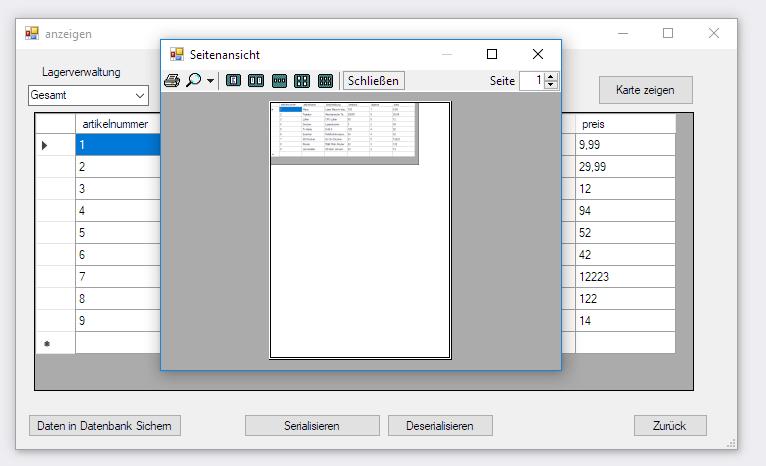 anzeigen
Seitenansicht
Lagerverwaltung
Schließen
Seite
1
Gesamt
Karte zeigen
artikelnummer
preis
1
9,99
2
29,99
3
12
4
94
5
52
6
42
7
12223
8
122
9
14
Daten in Datenbank Sichern
Serialisieren
Deserialisieren
Zurück